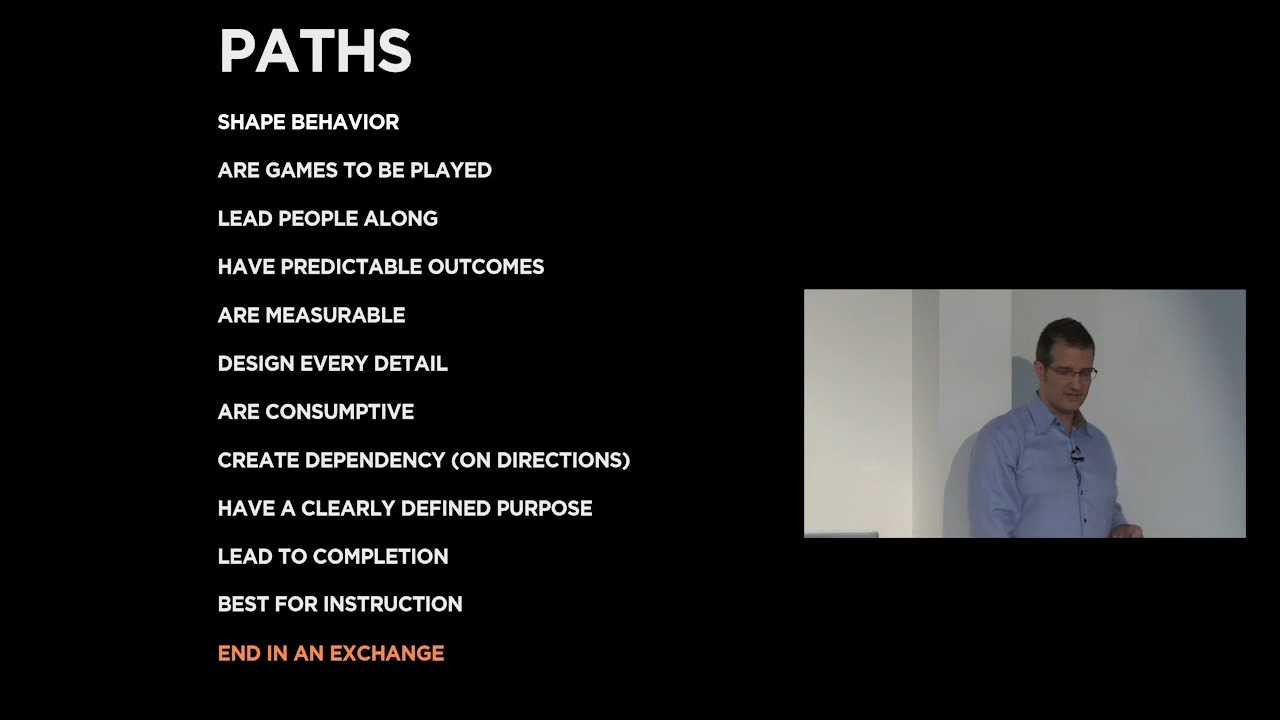 PATHS
SHAPE BEHAVIOR
ARE GAMES TO BE PLAYED
LEAD PEOPLE ALONG
HAVE PREDICTABLE OUTCOMES
ARE MEASURABLE
DESIGN EVERY DETAIL
ARE CONSUMPTIVE
CREATE DEPENDENCY (ON DIRECTIONS)
HAVE A CLEARLY DEFINED PURPOSE
LEAD TO COMPLETION
BEST FOR INSTRUCTION
END IN AN EXCHANGE